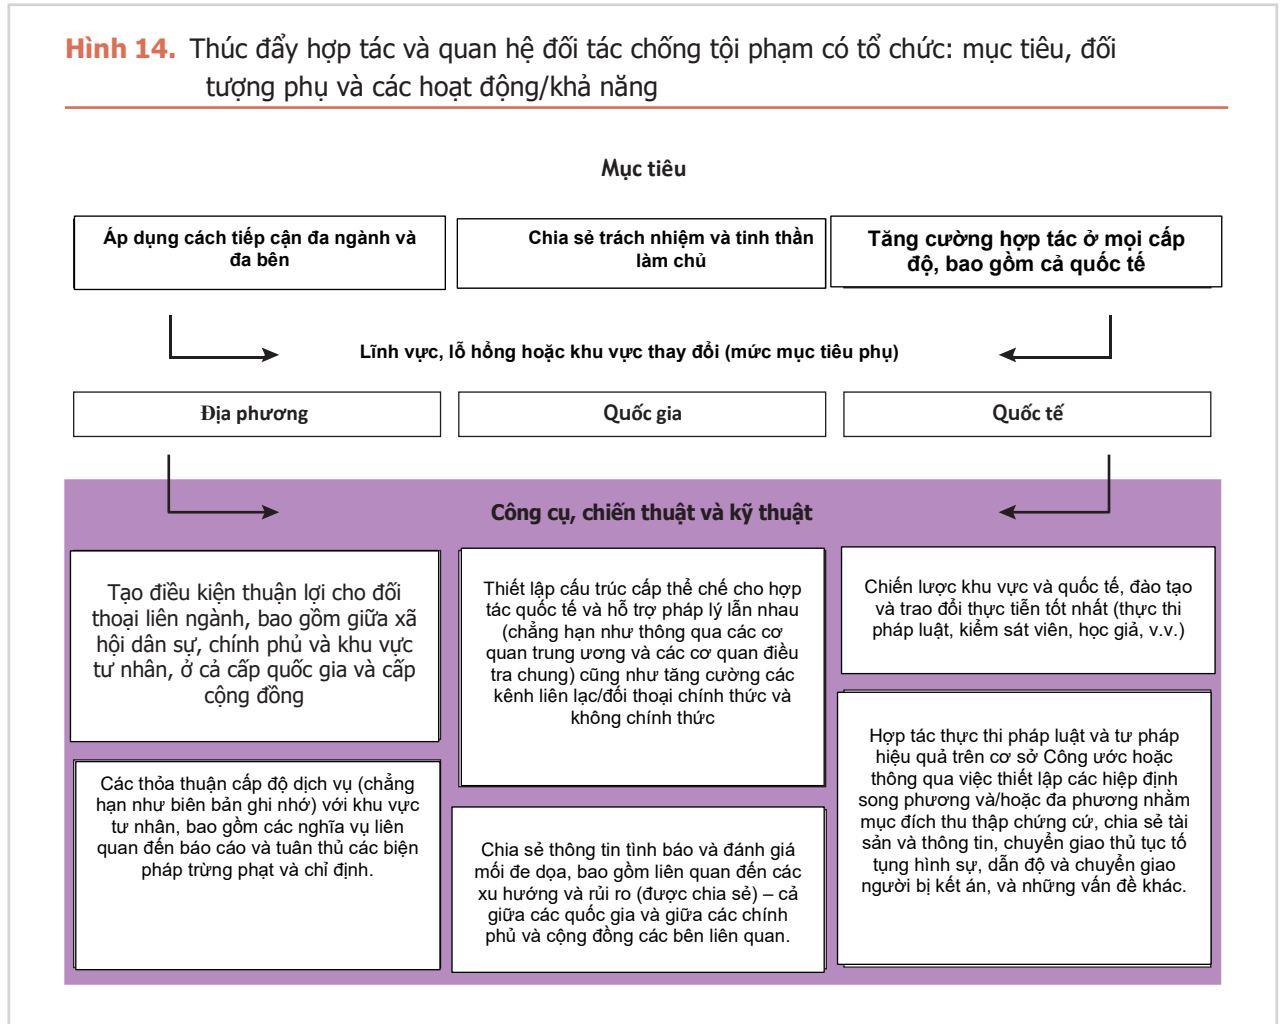 Hình 14. Thúc đẩy hợp tác và quan hệ đối tác chống tội phạm có tổ chức: mục tiêu, đối
tượng phụ và các hoạt động/khả năng
Mục tiêu
Áp dụng cách tiếp cận đa ngành và
đa bên
Chia sẻ trách nhiệm và tinh thần
làm chủ
Tăng cường hợp tác ở mọi cấp
độ, bao gồm cả quốc tế
Lĩnh vực, lỗ hổng hoặc khu vực thay đổi (mức mục tiêu phụ)
Địa phương
Quốc gia
Quốc tế
Công cụ, chiến thuật và kỹ thuật
Tạo điều kiện thuận lợi cho đối
thoại liên ngành, bao gồm giữa xã
hội dân sự, chính phủ và khu vực
tư nhân, ở cả cấp quốc gia và cấp
cộng đồng
Các thỏa thuận cấp độ dịch vụ (chẳng
hạn như biên bản ghi nhớ) với khu vực
tư nhân, bao gồm các nghĩa vụ liên
quan đến báo cáo và tuân thủ các biện
pháp trừng phạt và chỉ định.
Thiết lập cấu trúc cấp thể chế cho hợp
tác quốc tế và hỗ trợ pháp lý lẫn nhau
(chẳng hạn như thông qua các cơ
quan trung ương và các cơ quan điều
tra chung) cũng như tăng cường các
kênh liên lạc/đối thoại chính thức và
không chính thức
Chia sẻ thông tin tình báo và đánh giá
mối đe dọa, bao gồm liên quan đến các
xu hướng và rủi ro (được chia sẻ) – cả
giữa các quốc gia và giữa các chính
phủ và cộng đồng các bên liên quan.
Chiến lược khu vực và quốc tế, đào tạo
và trao đổi thực tiễn tốt nhất (thực thi
pháp luật, kiểm sát viên, học giả, v.v.)
Hợp tác thực thi pháp luật và tư pháp
hiệu quả trên cơ sở Công ước hoặc
thông qua việc thiết lập các hiệp định
song phương và/hoặc đa phương nhằm
mục đích thu thập chứng cứ, chia sẻ tài
sản và thông tin, chuyển giao thủ tục tố
tụng hình sự, dẫn độ và chuyển giao
người bị kết án, và những vấn đề khác.